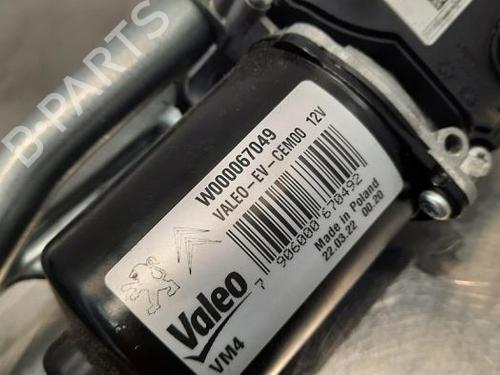 B-PARTS
W000067049
VALEO-EV-CEM00 12V
7 906000 670492
Made in Poland
22.03.22 00.20
Valeo
VM4